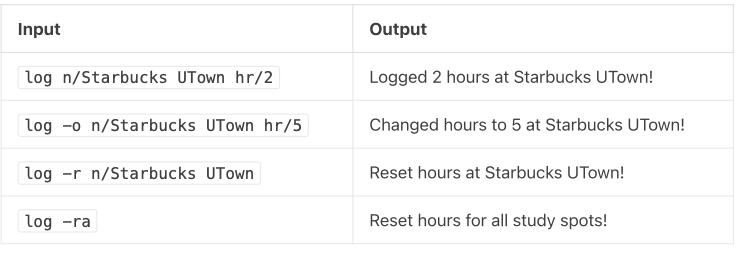 Input Output
log n/Starbucks UTown hr/2 Logged 2 hours at Starbucks UTown!
log -o n/Starbucks UTown hr/5 Changed hours to 5 at Starbucks UTown!
log -r n/Starbucks UTown Reset hours at Starbucks UTown!
log -ra Reset hours for all study spots!